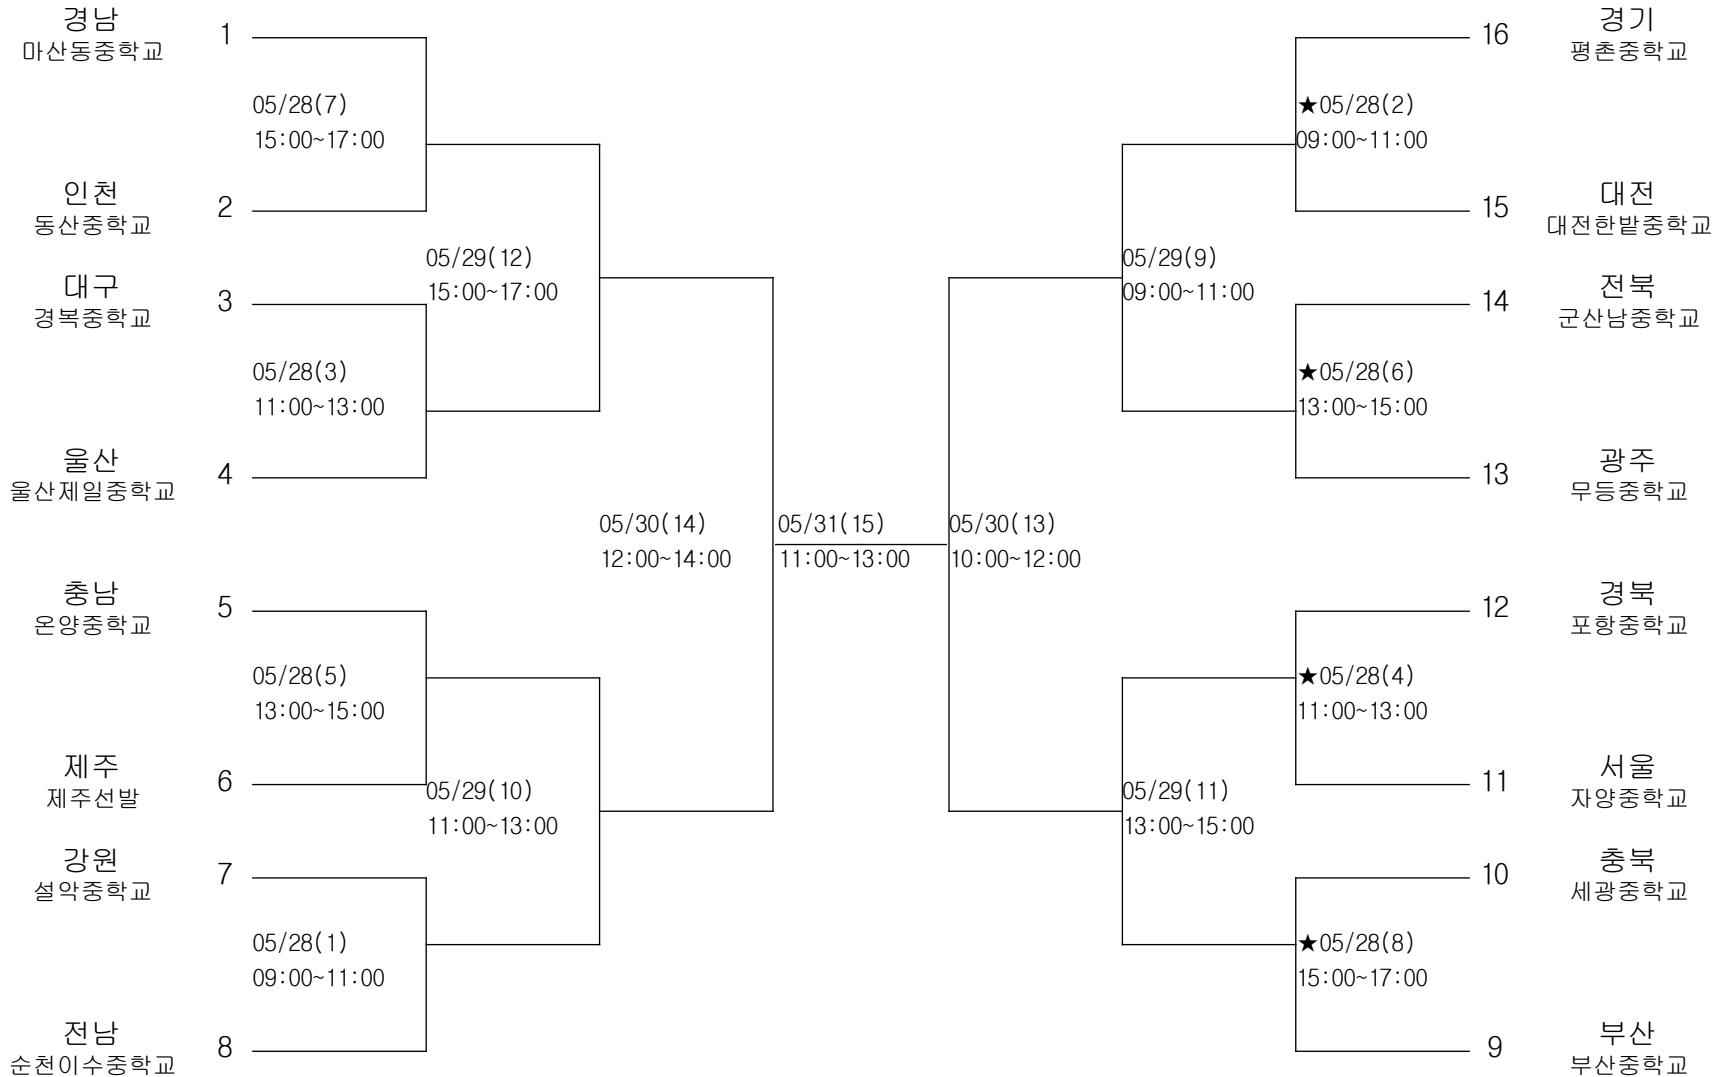 경남
마산동중학교
1
05/28(7)
15:00~17:00
인천
동산중학교
2
05/29(12)
15:00~17:00
대구
경복중학교
3
05/28(3)
11:00~13:00
울산
울산제일중학교
4
05/30(14)
12:00~14:00
충남
온양중학교
5
05/28(5)
13:00~15:00
제주
제주선발
6
05/29(10)
11:00~13:00
강원
설악중학교
7
05/28(1)
09:00~11:00
전남
순천이수중학교
8
05/31(15)
11:00~13:00
16
경기
평촌중학교
★05/28(2)
09:00~11:00
15
대전
대전한밭중학교
05/29(9)
09:00~11:00
14
전북
군산남중학교
★05/28(6)
13:00~15:00
13
광주
무등중학교
05/30(13)
10:00~12:00
12
경북
포항중학교
★05/28(4)
11:00~13:00
11
서울
자양중학교
05/29(11)
13:00~15:00
10
충북
세광중학교
★05/28(8)
15:00~17:00
9
부산
부산중학교